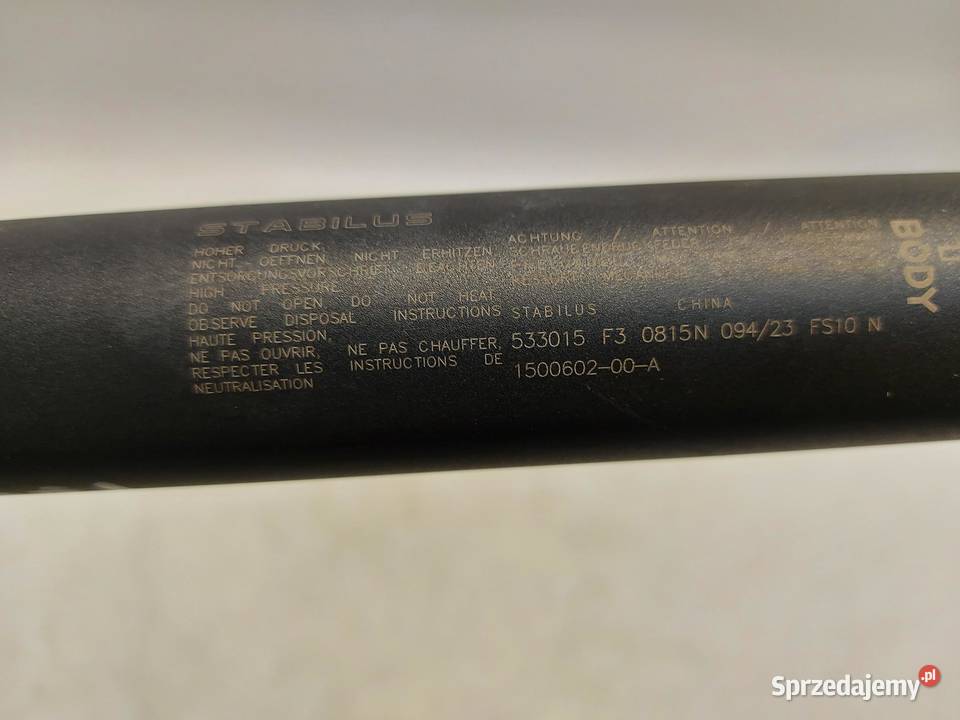 STABILUS
HOHER DRUCK
NICHT OEFFNEN, NICHT ERHITZEN
ENTSORGUNGSVORSCHRIFT BEACHTEN
HIGH PRESSURE
DO NOT OPEN, DO NOT HEAT
OBSERVE DISPOSAL INSTRUCTIONS
HAUTE PRESSION,
NE PAS OUVRIR, NE PAS CHAUFFER,
RESPECTER LES INSTRUCTIONS DE
NEUTRALISATION
ACHTUNG / ATTENTION / ATTENTION
STABILUS CHINA
533015 F3 0815N 094/23 FS10 N
1500602-00-A
BODY
Sprzedajemy.pl